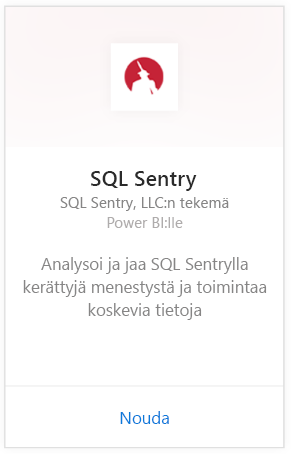 SQL Sentry
SQL Sentry, LLC:n tekemä
Power BI:lle
Analysoi ja jaa SQL Sentrylla
kerättyjä menestystä ja toimintaa
koskevia tietoja
Nouda